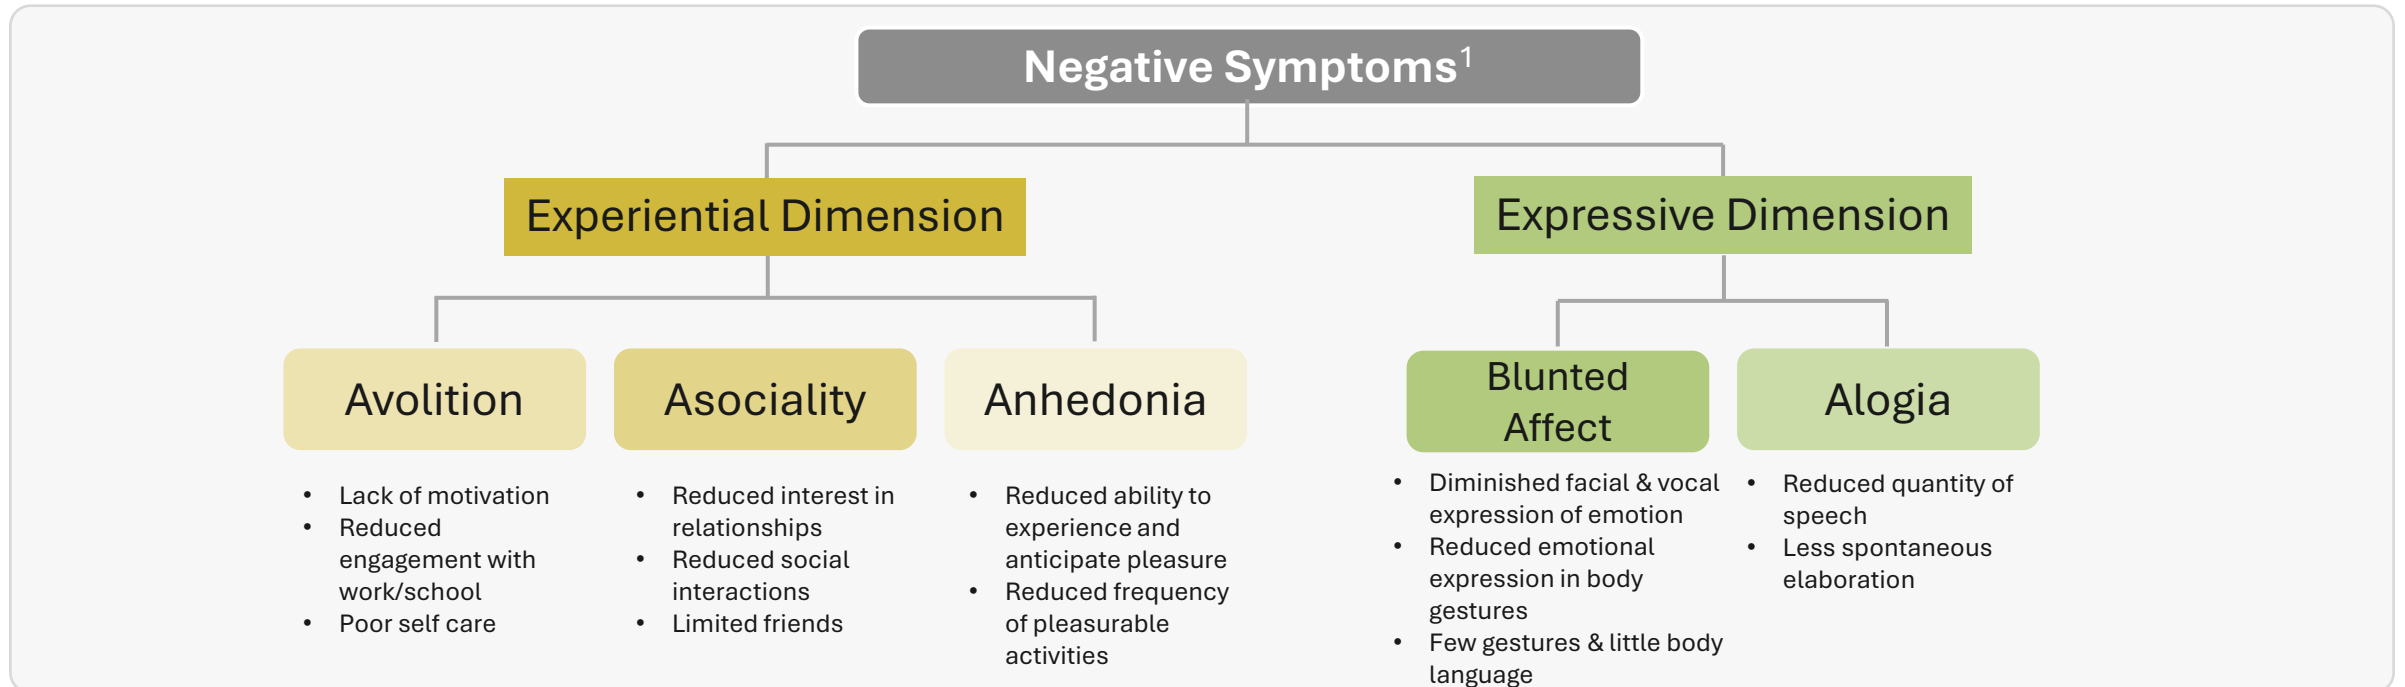 Negative Symptoms¹
Experiential Dimension
Expressive Dimension
Avolition
• Lack of motivation
• Reduced
engagement with
work/school
• Poor self care
Asociality
• Reduced interest in
relationships
• Reduced social
interactions
• Limited friends
Anhedonia
• Reduced ability to
experience and
anticipate pleasure
• Reduced frequency
of pleasurable
activities
Blunted
Affect
• Diminished facial & vocal
expression of emotion
• Reduced emotional
expression in body
gestures
• Few gestures & little body
language
Alogia
• Reduced quantity of
speech
• Less spontaneous
elaboration